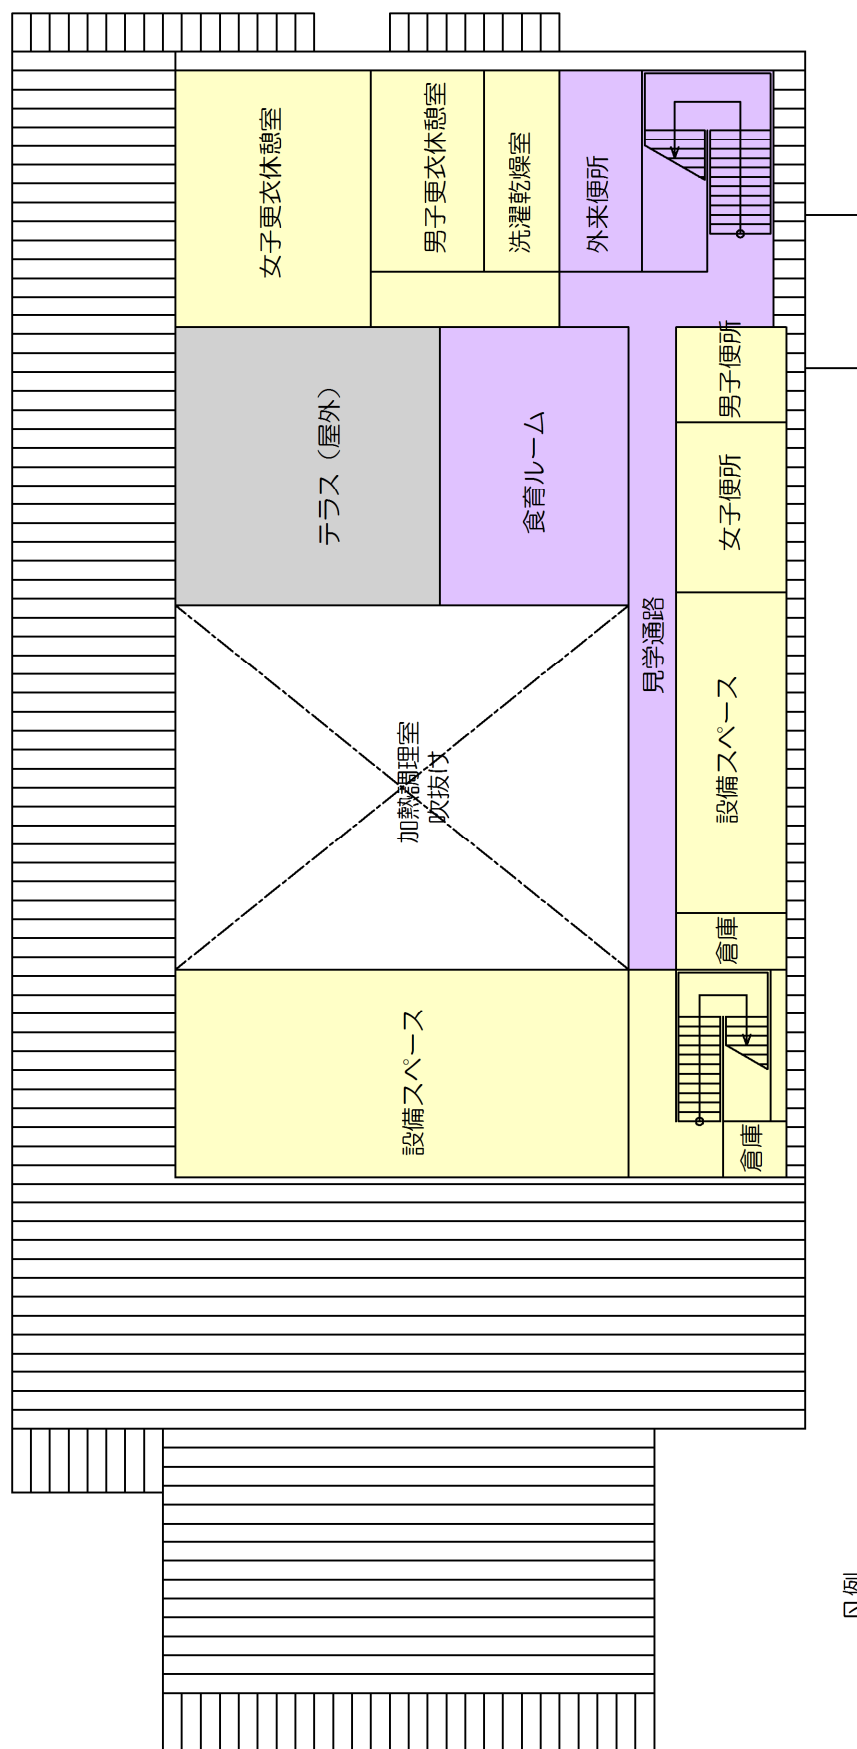 女子更衣休憩室
男子更衣休憩室
洗濯乾燥室
外来便所
テラス（屋外）
食育ルーム
男子便所
女子便所
見学通路
加熱調理室
吹抜け
設備スペース
倉庫
設備スペース
倉庫
凡例